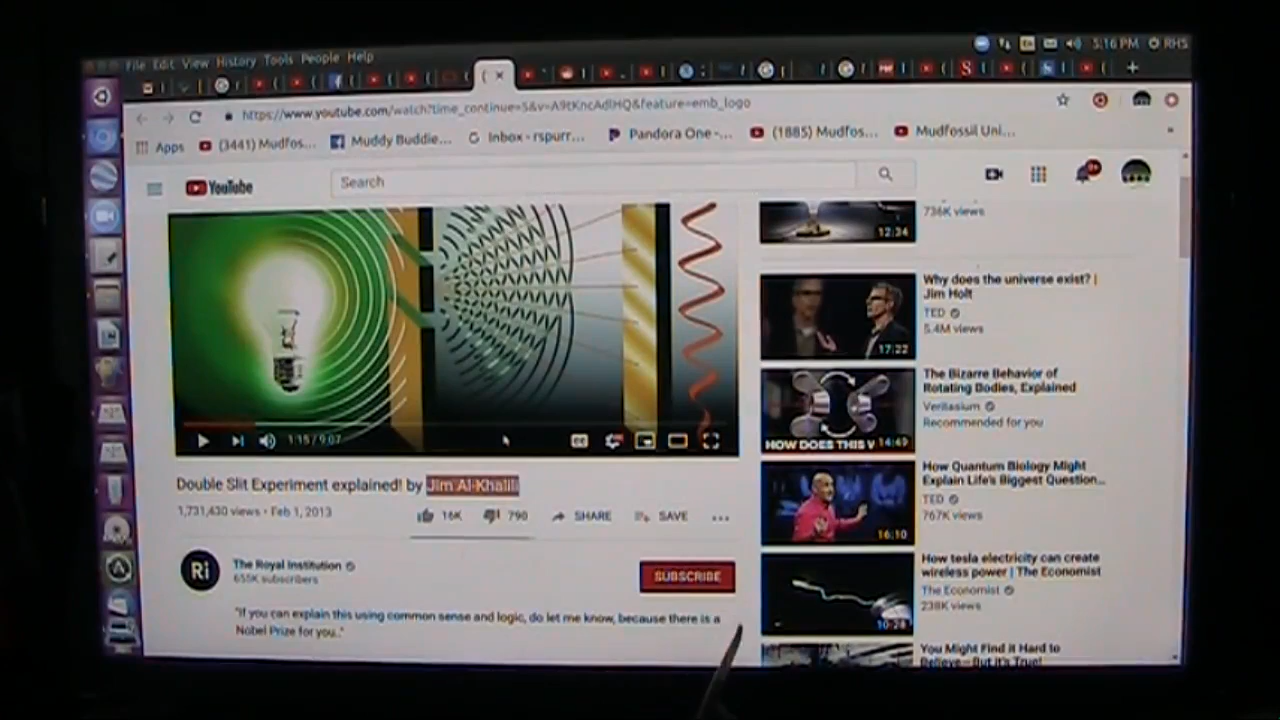 File Edit View History Tools People Help
5:16 PM RHS
https://www.youtube.com/watch?time_continue=5&v=A9tKncAdlHQ&feature=emb_logo
Apps (3441) Mudfos... Muddy Buddie... Inbox - rspurr... Pandora One -... (1885) Mudfos... Mudfossil Uni...
YouTube
Search
736K views
12:34
Why does the universe exist? |
Jim Holt
TED
5.4M views
17:22
The Bizarre Behavior of
Rotating Bodies, Explained
Veritasium
Recommended for you
HOW DOES THIS
14:49
1:15 / 9:07
CC
Double Slit Experiment explained! by Jim Al-Khalili
1,731,430 views • Feb 1, 2013
16K 790 SHARE SAVE
How Quantum Biology Might
Explain Life's Biggest Question...
TED
767K views
16:10
Ri
The Royal Institution
655K subscribers
SUBSCRIBE
"If you can explain this using common sense and logic, do let me know, because there is a
Nobel Prize for you.."
How tesla electricity can create
wireless power | The Economist
The Economist
238K views
10:28
You Might Find it Hard to
Believe—But it's True!